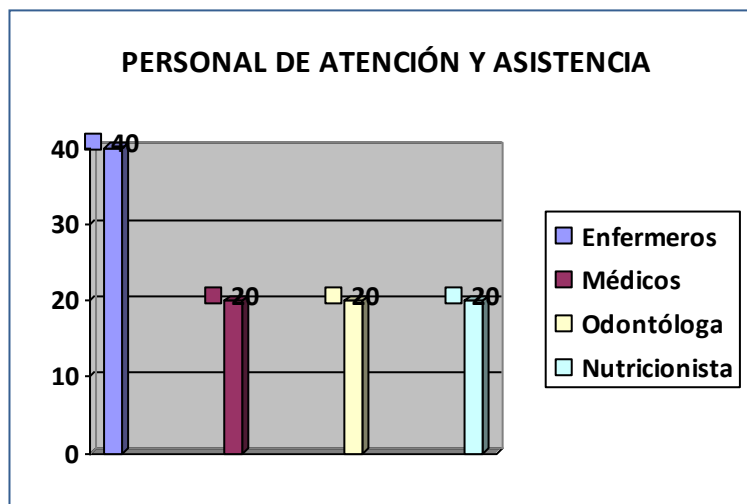 PERSONAL DE ATENCIÓN Y ASISTENCIA
40
40
30
20
20
20
20
10
0
Enfermeros
Médicos
Odontóloga
Nutricionista